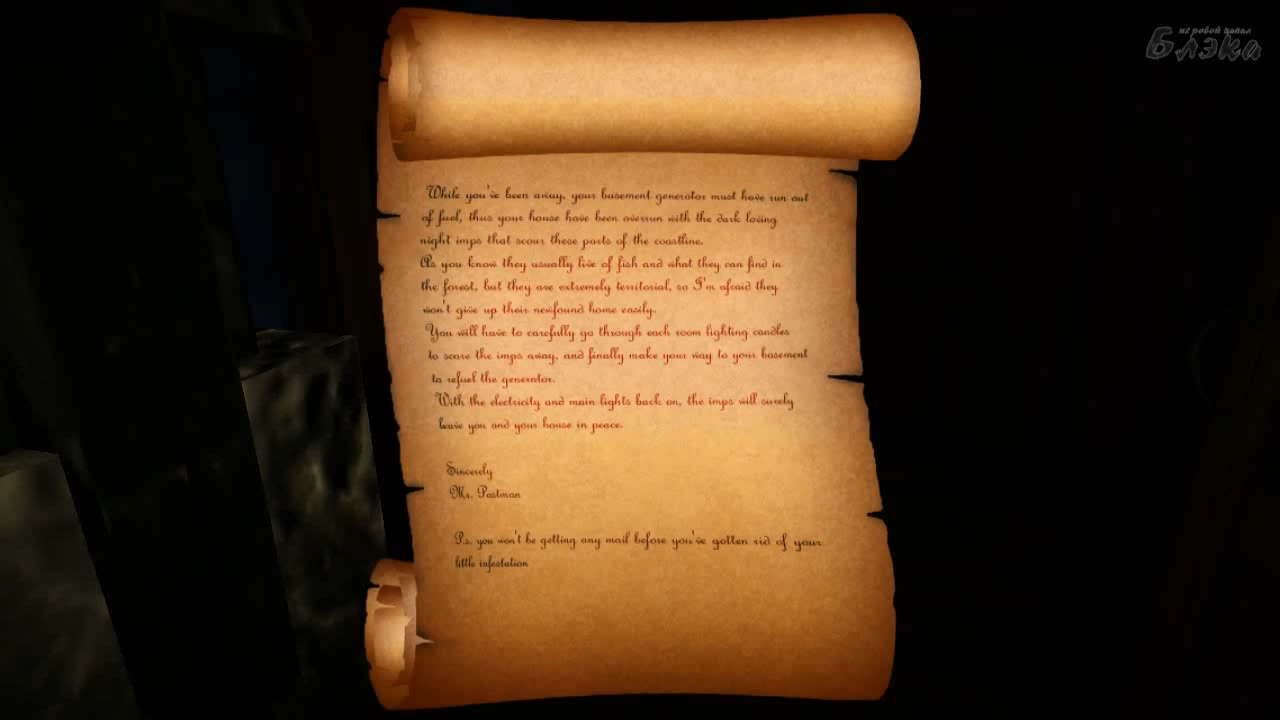 игровой канал
Блэка
While you've been away, your basement generator must have run out
of fuel, thus your house have been overrun with the dark loving
night imps that scour these parts of the coastline.
As you know they usually live of fish and what they can find in
the forest, but they are extremely territorial, so I'm afraid they
won't give up their newfound home easily.
You will have to carefully go through each room lighting candles
to scare the imps away, and finally make your way to your basement
to refuel the generator.
With the electricity and main lights back on, the imps will surely
leave you and your house in peace.
Sincerely
Mr. Postman
P.s. you won't be getting any mail before you've gotten rid of your
little infestation